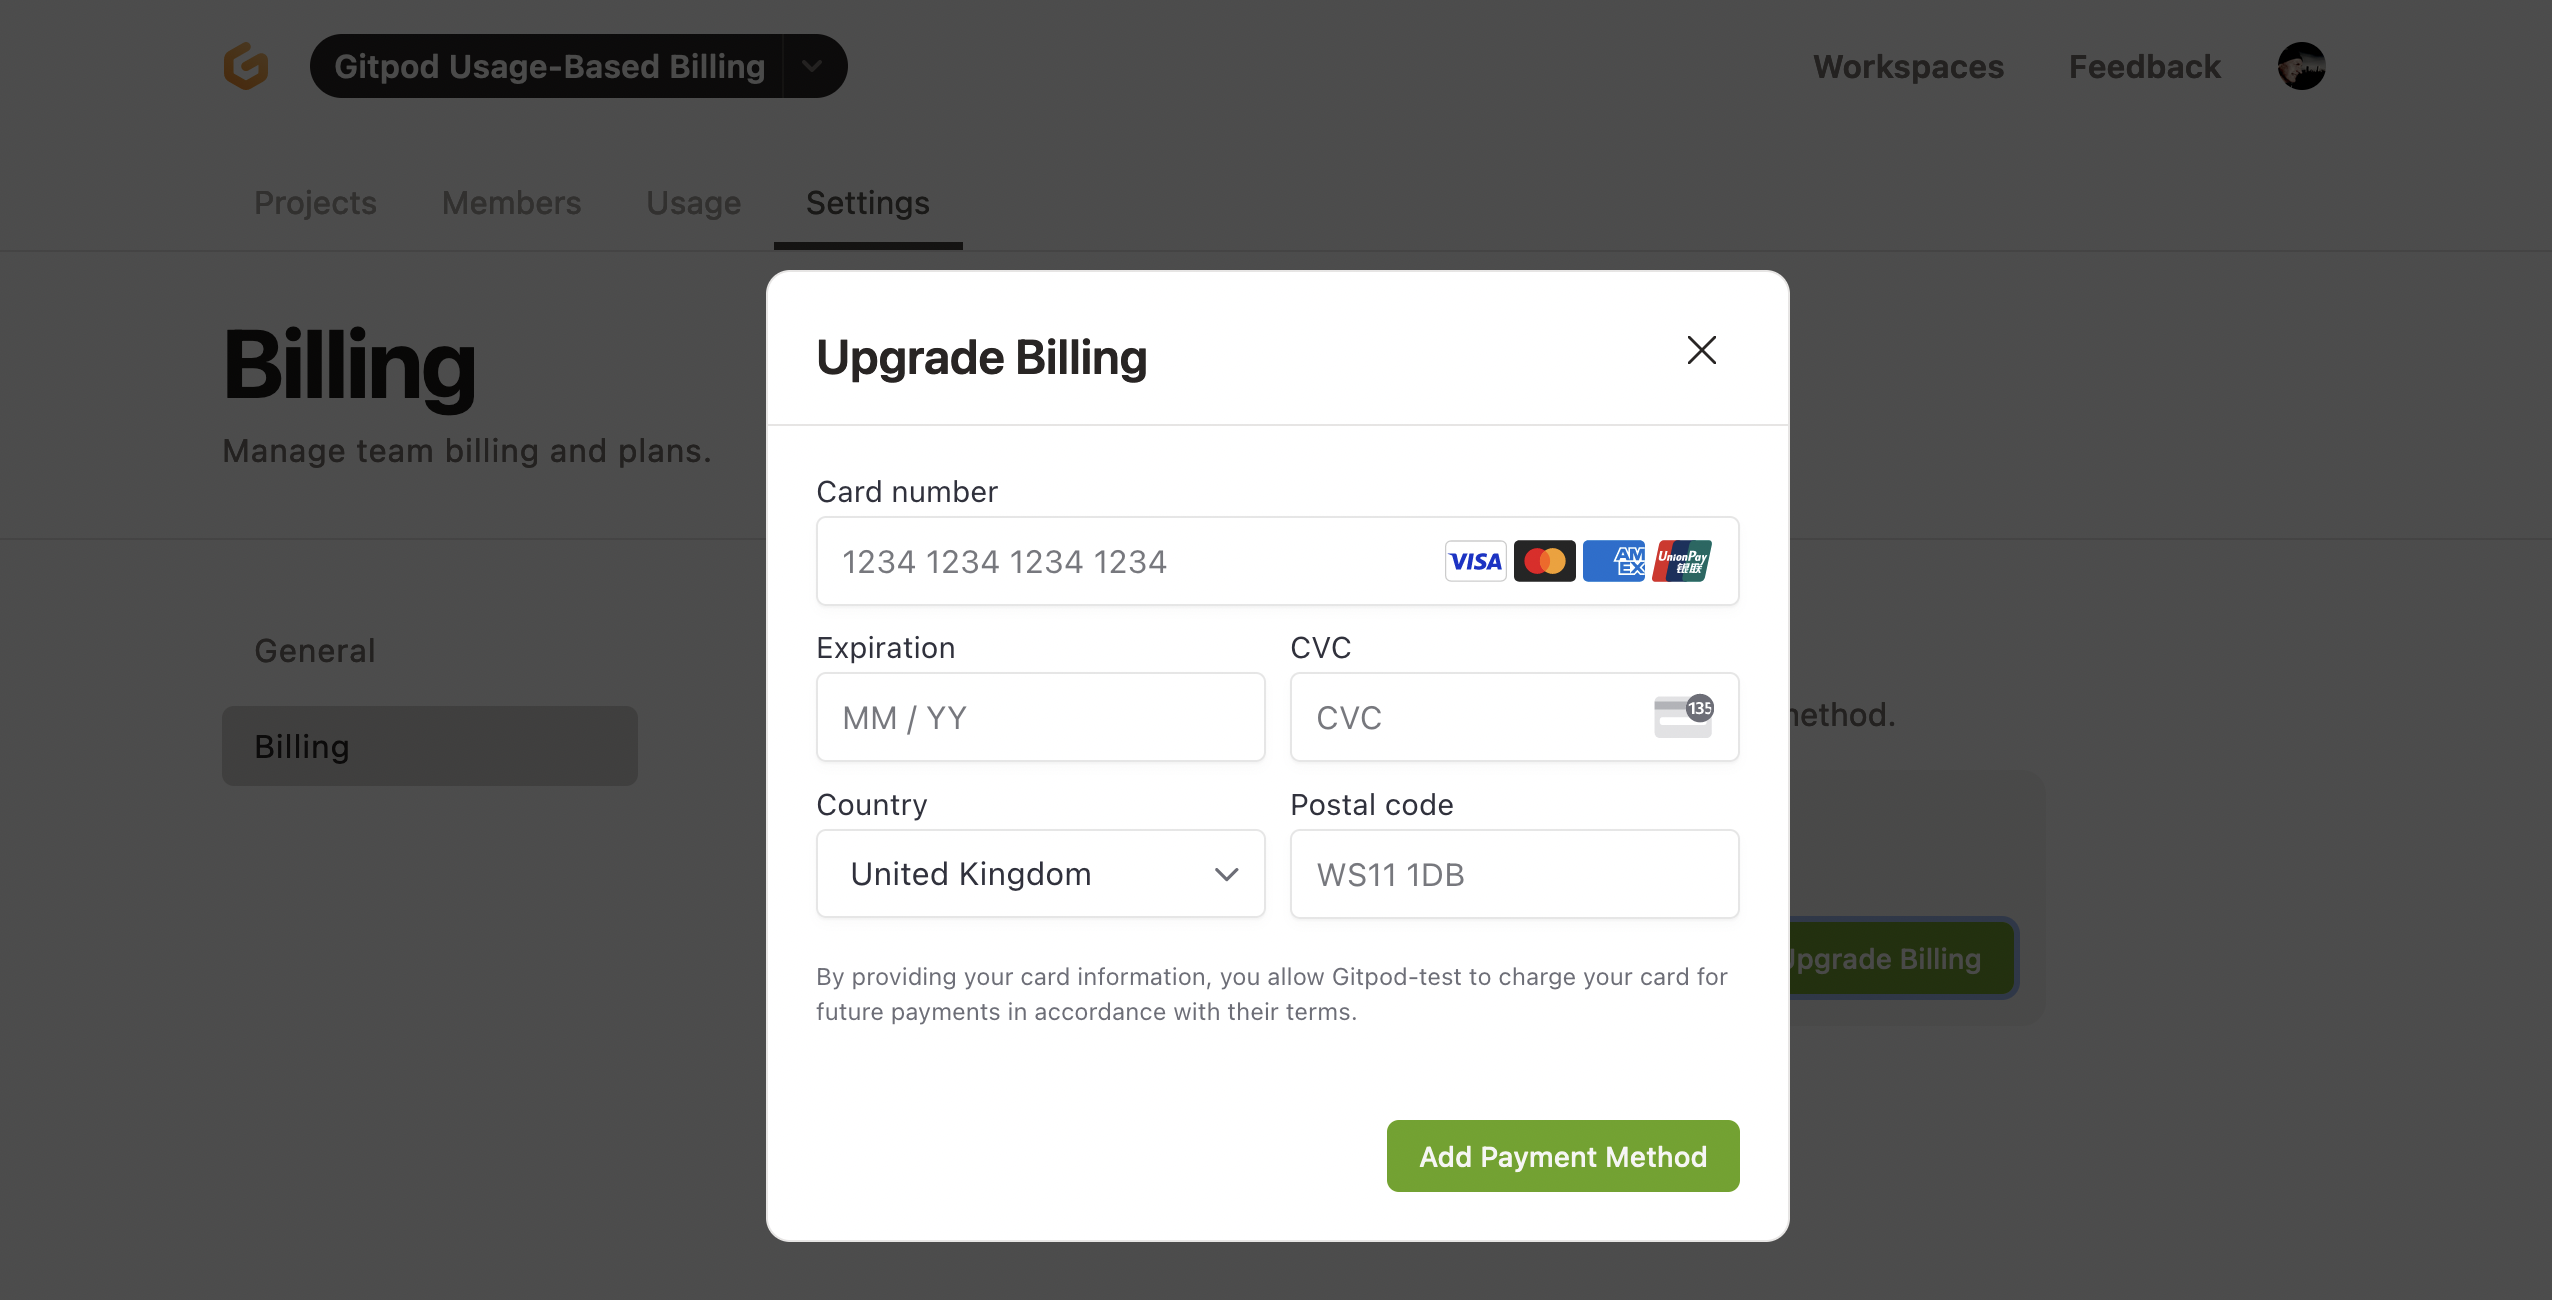 Gitpod Usage-Based Billing
Workspaces
Feedback
Projects
Members
Usage
Settings
Billing
Manage team billing and plans.
General
Billing
Upgrade Billing
Card number
1234 1234 1234 1234
VISA
AM
EX
UnionPay
银联
Expiration
MM / YY
CVC
CVC
135
Country
United Kingdom
Postal code
WS11 1DB
By providing your card information, you allow Gitpod-test to charge your card for
future payments in accordance with their terms.
Add Payment Method
Upgrade Billing